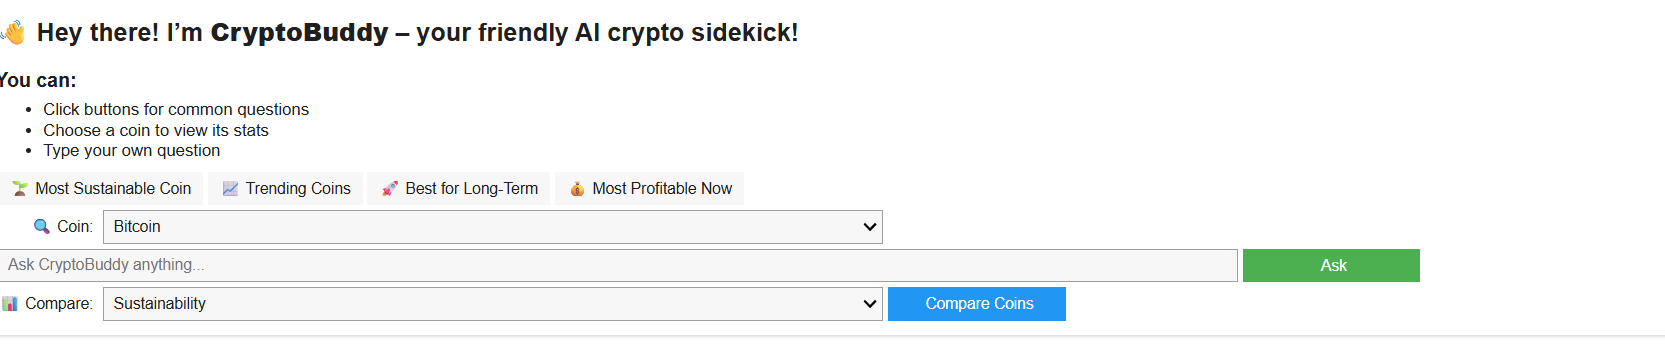 👋 Hey there! I’m CryptoBuddy – your friendly AI crypto sidekick!
You can:
• Click buttons for common questions
• Choose a coin to view its stats
• Type your own question
🌱 Most Sustainable Coin 📈 Trending Coins 🚀 Best for Long-Term 💰 Most Profitable Now
🔍 Coin: Bitcoin
Ask CryptoBuddy anything... Ask
📊 Compare: Sustainability Compare Coins